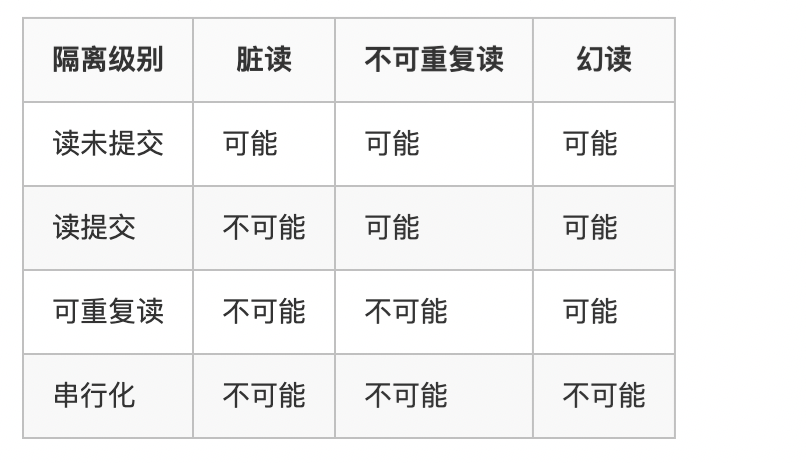 隔离级别 脏读 不可重复读 幻读
读未提交 可能 可能 可能
读提交 不可能 可能 可能
可重复读 不可能 不可能 可能
串行化 不可能 不可能 不可能